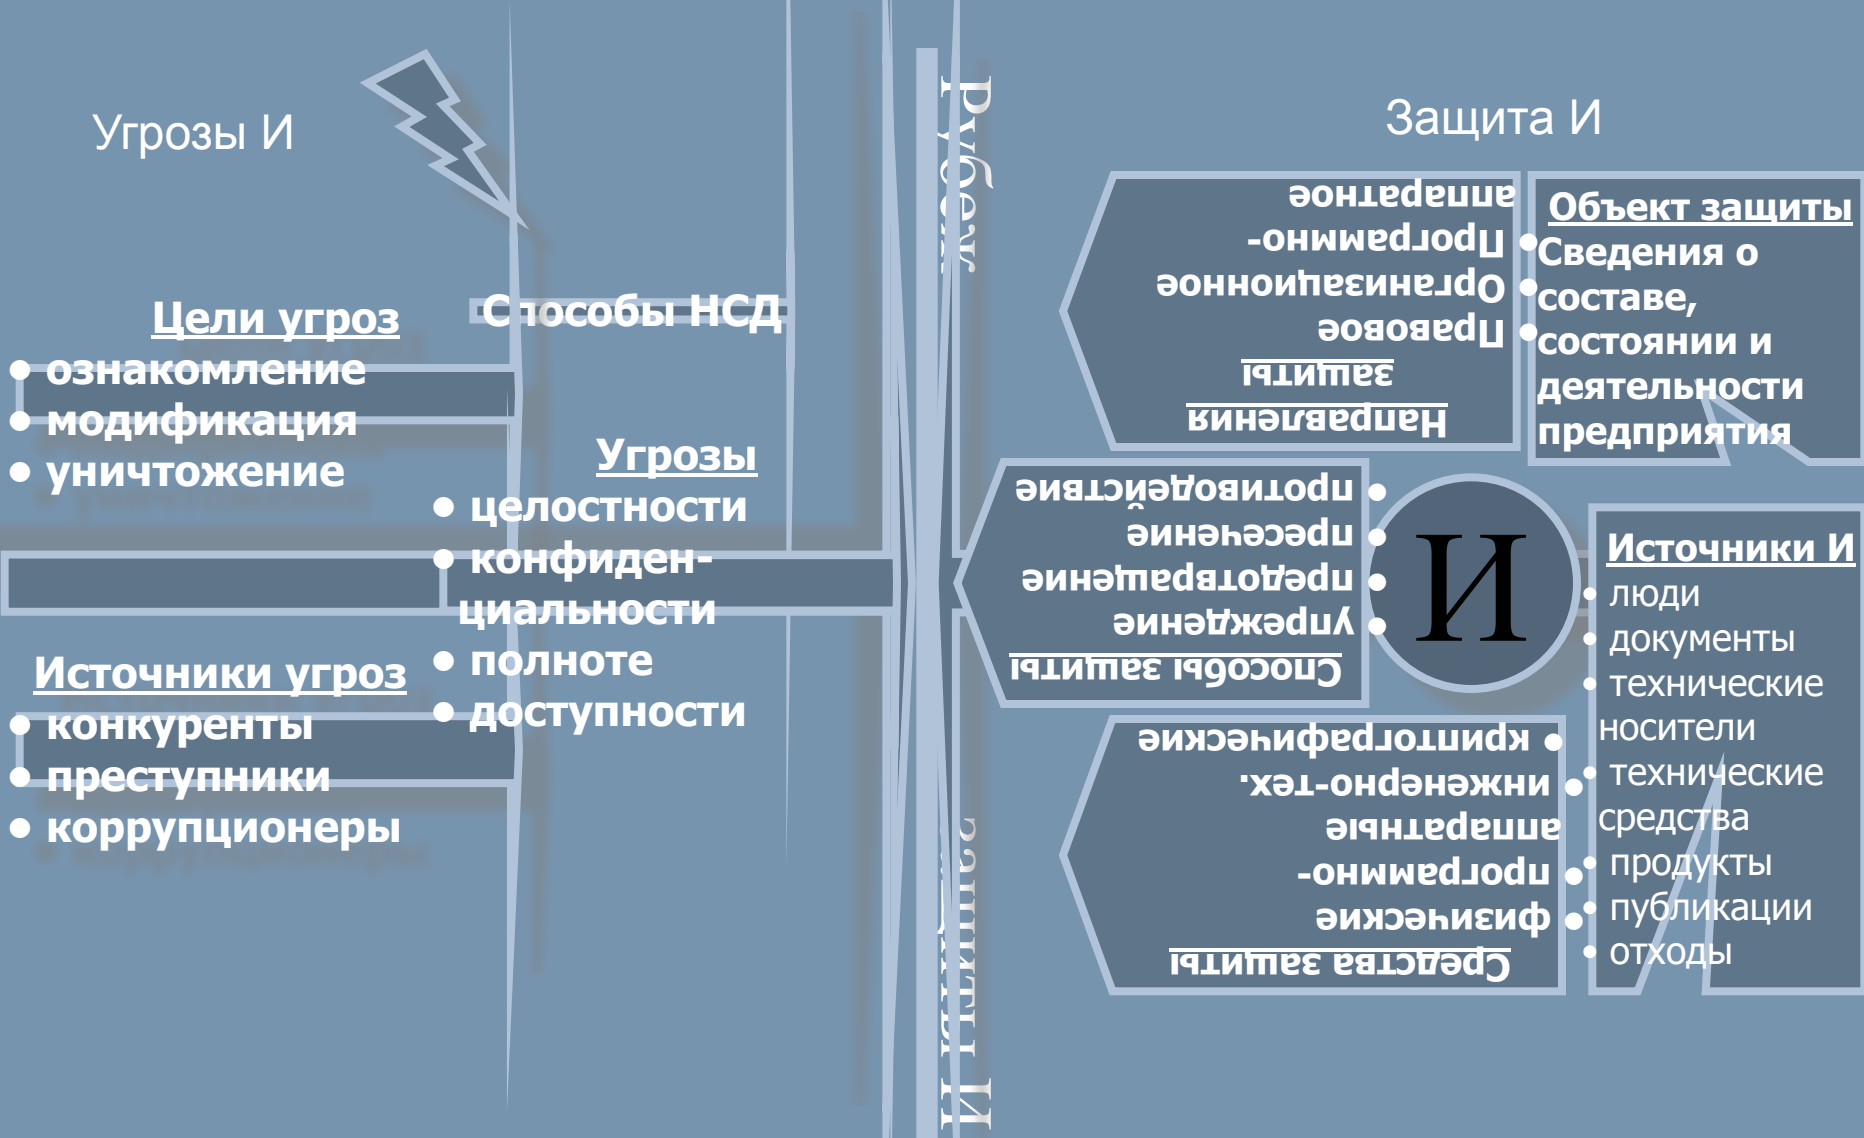 Угрозы И
Цели угроз
• ознакомление
• модификация
• уничтожение
Источники угроз
• конкуренты
• преступники
• коррупционеры
Способы НСД
Угрозы
• целостности
• конфиден-
циальности
• полноте
• доступности
Рубеж
защиты И
Защита И
Направления
защиты
• Правовое
• Организационное
• Программно-
аппаратное
Способы защиты
• упреждение
• предотвращение
• пресечение
• противодействие
Средства защиты
• физические
• программно-
аппаратные
• инженерно-тех.
• криптографические
Объект защиты
Сведения о
составе,
состоянии и
деятельности
предприятия
И
Источники И
• люди
• документы
• технические
носители
• технические
средства
• продукты
• публикации
• отходы